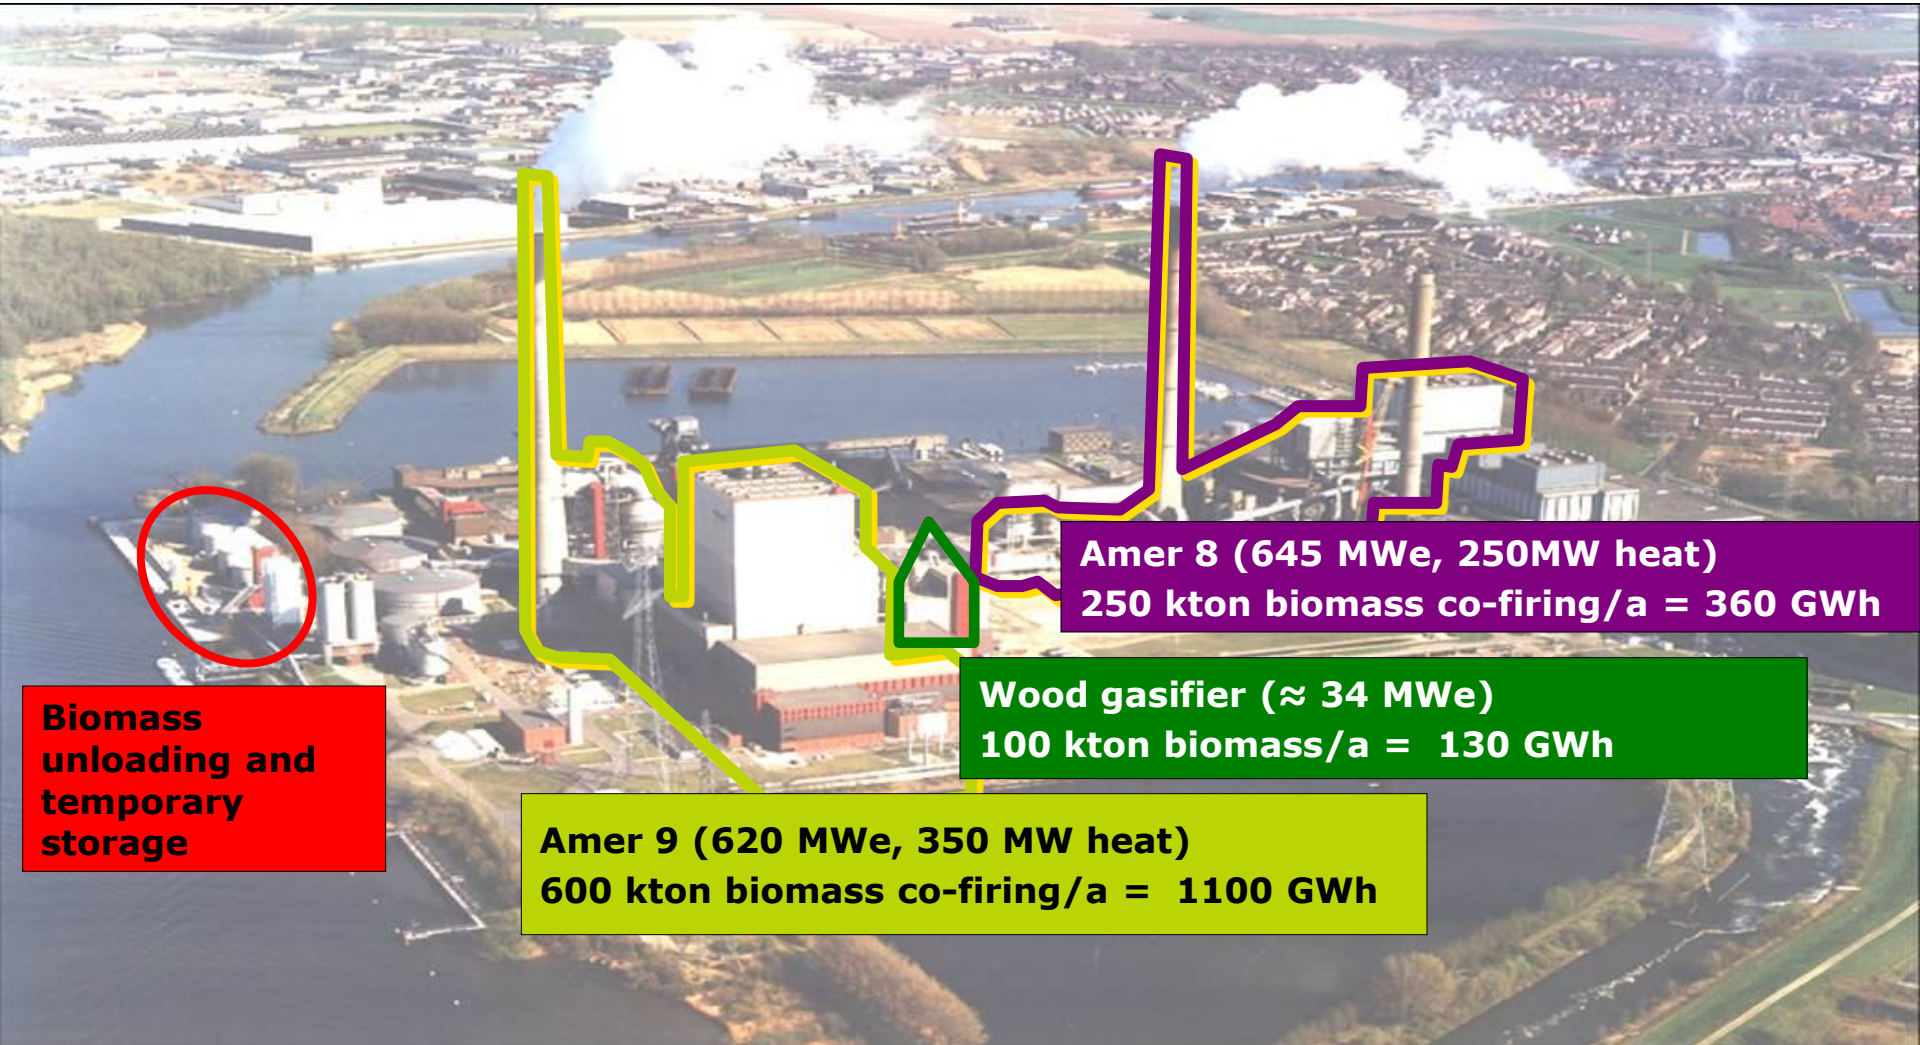 Amer 8 (645 MWe, 250MW heat)
250 kton biomass co-firing/a = 360 GWh
Wood gasifier (≈ 34 MWe)
100 kton biomass/a = 130 GWh
Biomass
unloading and
temporary
storage
Amer 9 (620 MWe, 350 MW heat)
600 kton biomass co-firing/a = 1100 GWh